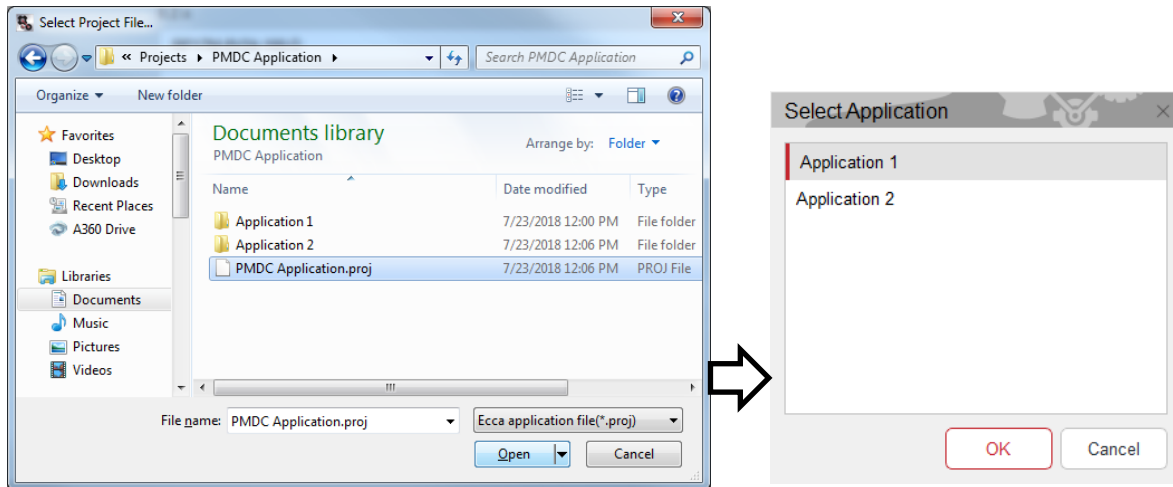 Select Project File...
« Projects PMDC Application
Search PMDC Application
Organize New folder
Favorites
Desktop
Downloads
Recent Places
A360 Drive
Libraries
Documents
Music
Pictures
Videos
Documents library
PMDC Application
Arrange by: Folder
Name Date modified Type
Application 1 7/23/2018 12:00 PM File folder
Application 2 7/23/2018 12:06 PM File folder
PMDC Application.proj 7/23/2018 12:06 PM PROJ File
File name: PMDC Application.proj Ecca application file(*.proj)
Open Cancel
Select Application
Application 1
Application 2
OK Cancel